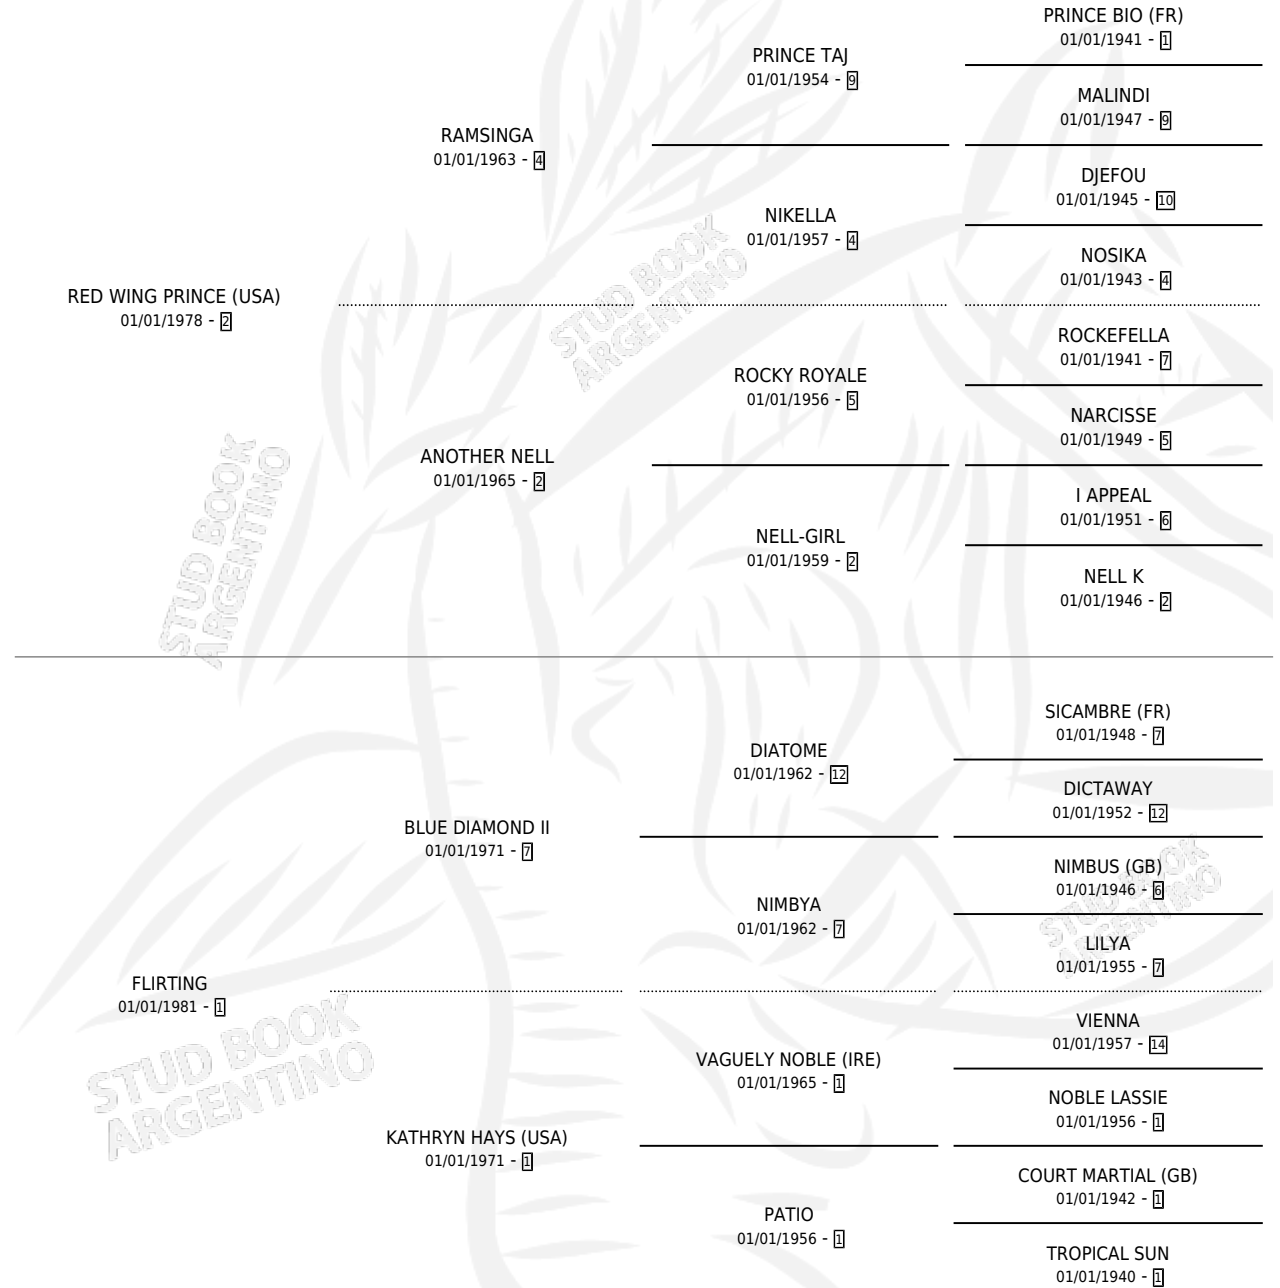 PRINCE BIO (FR)
01/01/1941 - 1
PRINCE TAJ
01/01/1954 - 9
MALINDI
01/01/1947 - 9
RAMSINGA
01/01/1963 - 4
DJEFOU
01/01/1945 - 10
NIKELLA
01/01/1957 - 4
NOSIKA
01/01/1943 - 4
RED WING PRINCE (USA)
01/01/1978 - 2
STUD BOOK
ARGENTINO
ROCKEFELLA
01/01/1941 - 7
ROCKY ROYALE
01/01/1956 - 5
NARCISSE
01/01/1949 - 5
ANOTHER NELL
01/01/1965 - 2
I APPEAL
01/01/1951 - 6
NELL-GIRL
01/01/1959 - 2
NELL K
01/01/1946 - 2
STUD BOOK
ARGENTINO
SICAMBRE (FR)
01/01/1948 - 7
DIATOME
01/01/1962 - 12
DICTAWAY
01/01/1952 - 12
BLUE DIAMOND II
01/01/1971 - 7
NIMBUS (GB)
01/01/1946 - 6
NIMBYA
01/01/1962 - 7
LILYA
01/01/1955 - 7
STUD BOOK
ARGENTINO
FLIRTING
01/01/1981 - 1
VIENNA
01/01/1957 - 14
VAGUELY NOBLE (IRE)
01/01/1965 - 1
NOBLE LASSIE
01/01/1956 - 1
STUD BOOK
ARGENTINO
KATHRYN HAYS (USA)
01/01/1971 - 1
COURT MARTIAL (GB)
01/01/1942 - 1
PATIO
01/01/1956 - 1
TROPICAL SUN
01/01/1940 - 1